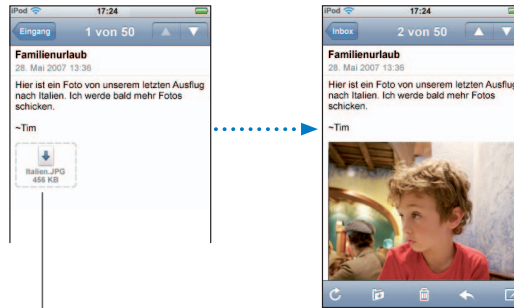 iPod 17:24
Eingang 1 von 50
Familienurlaub
28. Mai 2007 13:36
Hier ist ein Foto von unserem letzten Ausflug
nach Italien. Ich werde bald mehr Fotos
schicken.
~Tim
Italien.JPG
456 KB
iPod 17:24
Inbox 2 von 50
Familienurlaub
28. Mai 2007 13:36
Hier ist ein Foto von unserem letzten Ausflug
nach Italien. Ich werde bald mehr Fotos
schicken.
~Tim